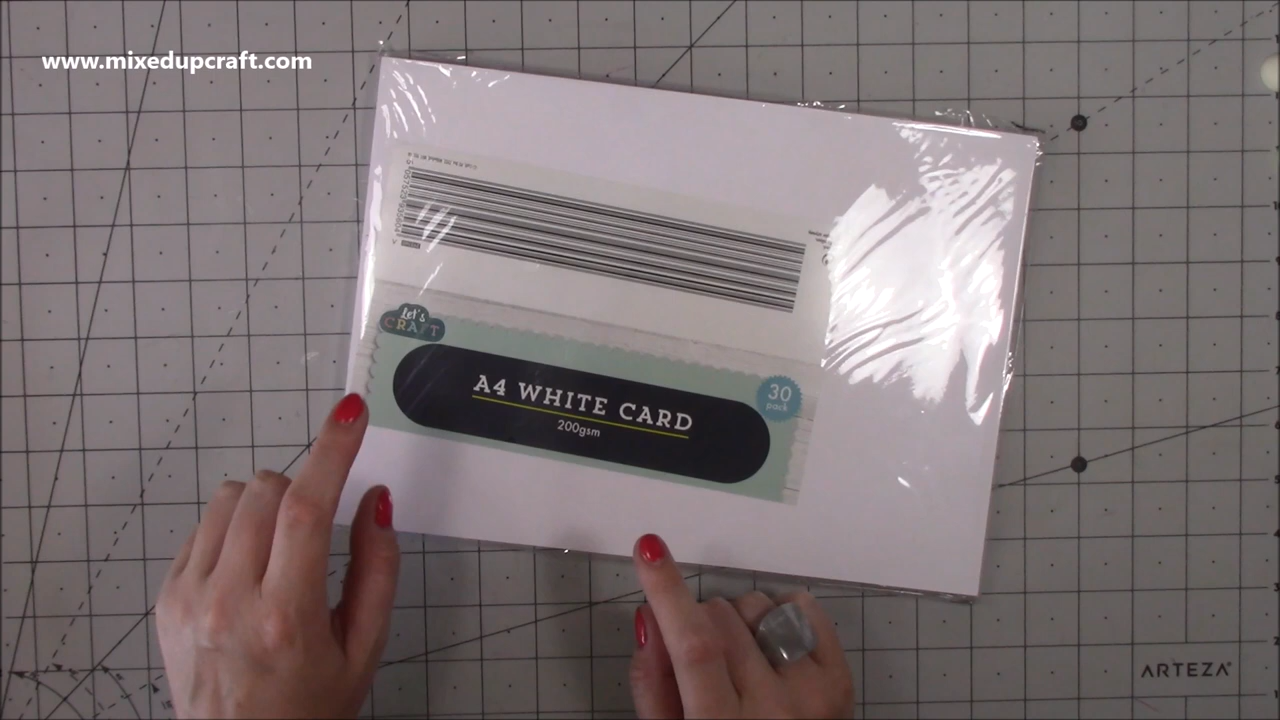 www.mixedupcraft.com
Let's
CRAFT
A4 WHITE CARD
200gsm
30
pack
ARTEZA